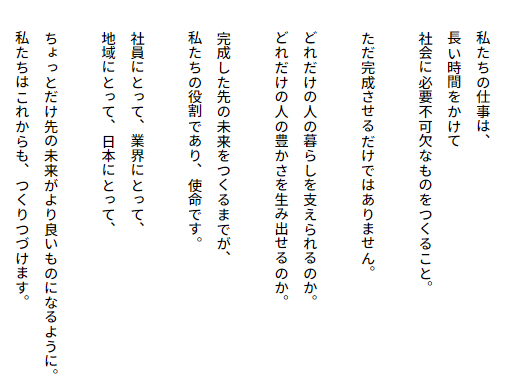 私たちの仕事は、
長い時間をかけて
社会に必要不可欠なものをつくること。
ただ完成させるだけではありません。
どれだけの人の暮らしを支えられるのか。
どれだけの人の豊かさを生み出せるのか。
完成した先の未来をつくるまでが、
私たちの役割であり、使命です。
社員にとって、業界にとって、
地域にとって、日本にとって、
ちょっとだけ先の未来がより良いものになるように。
私たちはこれからも、つくりつづけます。